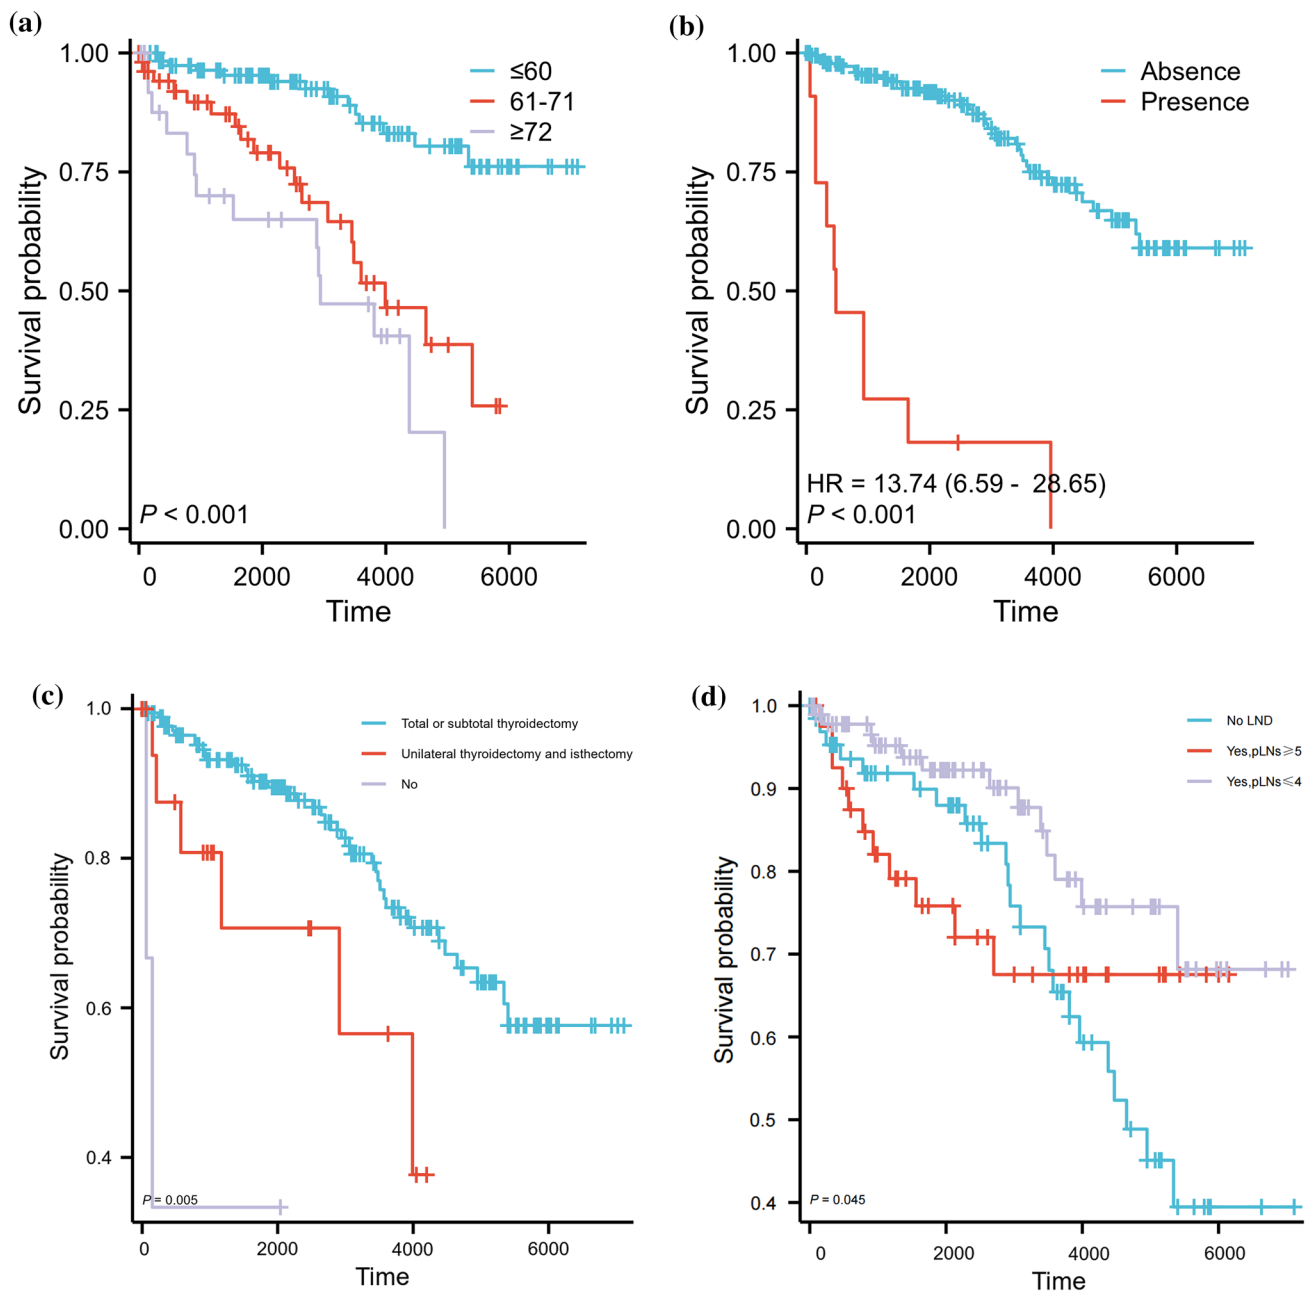 (a)
1.00
0.75
0.50
0.25
0.00
Survival probability
≤60
61-71
≥72
P < 0.001
0 2000 4000 6000
Time
(b)
1.00
0.75
0.50
0.25
0.00
Survival probability
Absence
Presence
HR = 13.74 (6.59 - 28.65)
P < 0.001
0 2000 4000 6000
Time
(c)
1.0
0.8
0.6
0.4
Survival probability
Total or subtotal thyroidectomy
Unilateral thyroidectomy and isthectomy
No
P = 0.005
0 2000 4000 6000
Time
(d)
1.0
0.9
0.8
0.7
0.6
0.5
0.4
Survival probability
No LND
Yes,pLNs≥5
Yes,pLNs≤4
P = 0.045
0 2000 4000 6000
Time